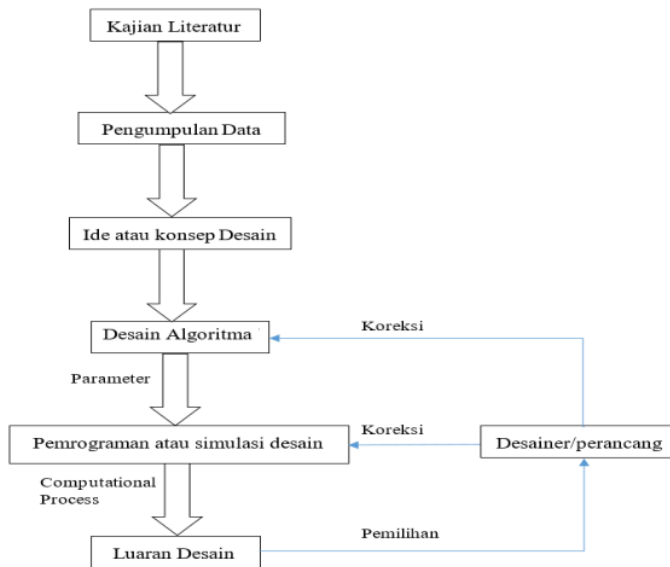 Kajian Literatur
Pengumpulan Data
Ide atau konsep Desain
Desain Algoritma
Koreksi
Parameter
Koreksi
Pemrograman atau simulasi desain
Desainer/perancang
Computational
Process
Pemilihan
Luaran Desain